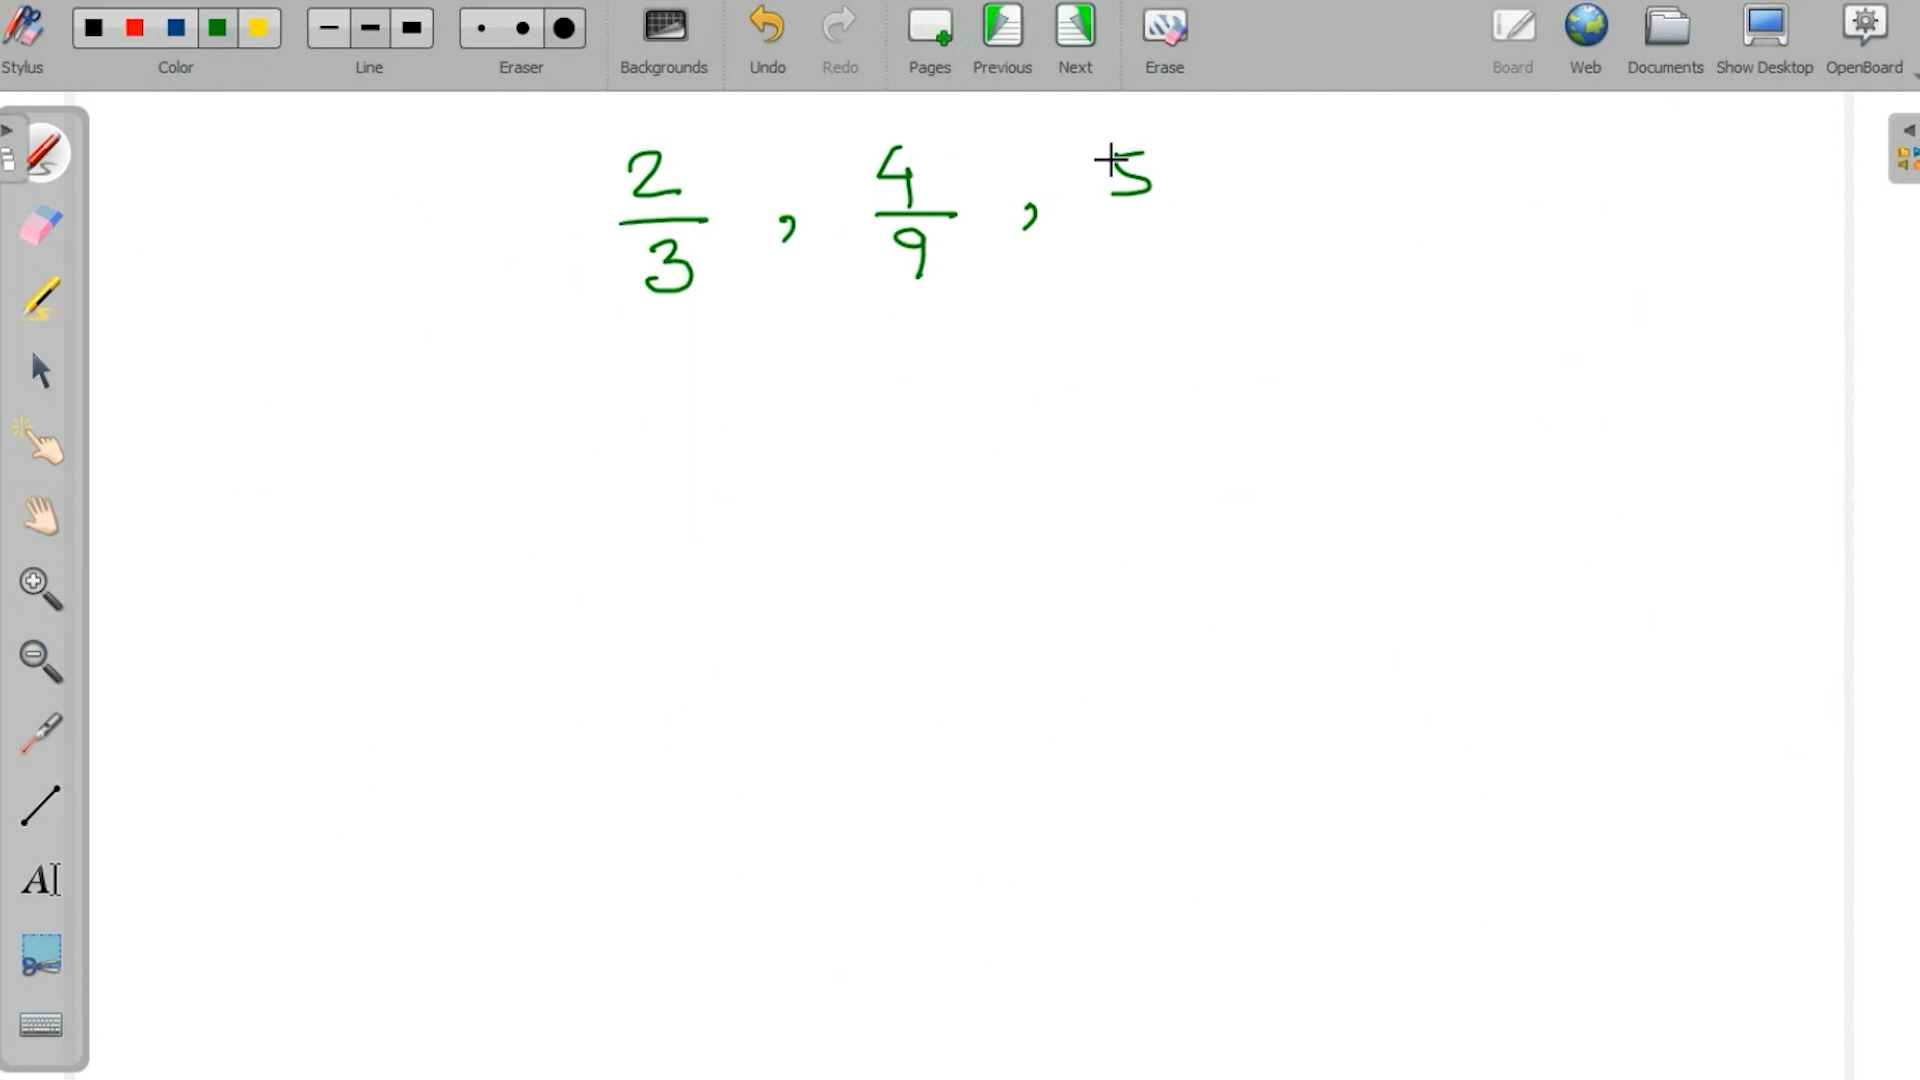 Stylus Color Line Eraser Backgrounds Undo Redo Pages Previous Next Erase Board Web Documents Show Desktop OpenBoard
2/3 , 4/9 , 5
A